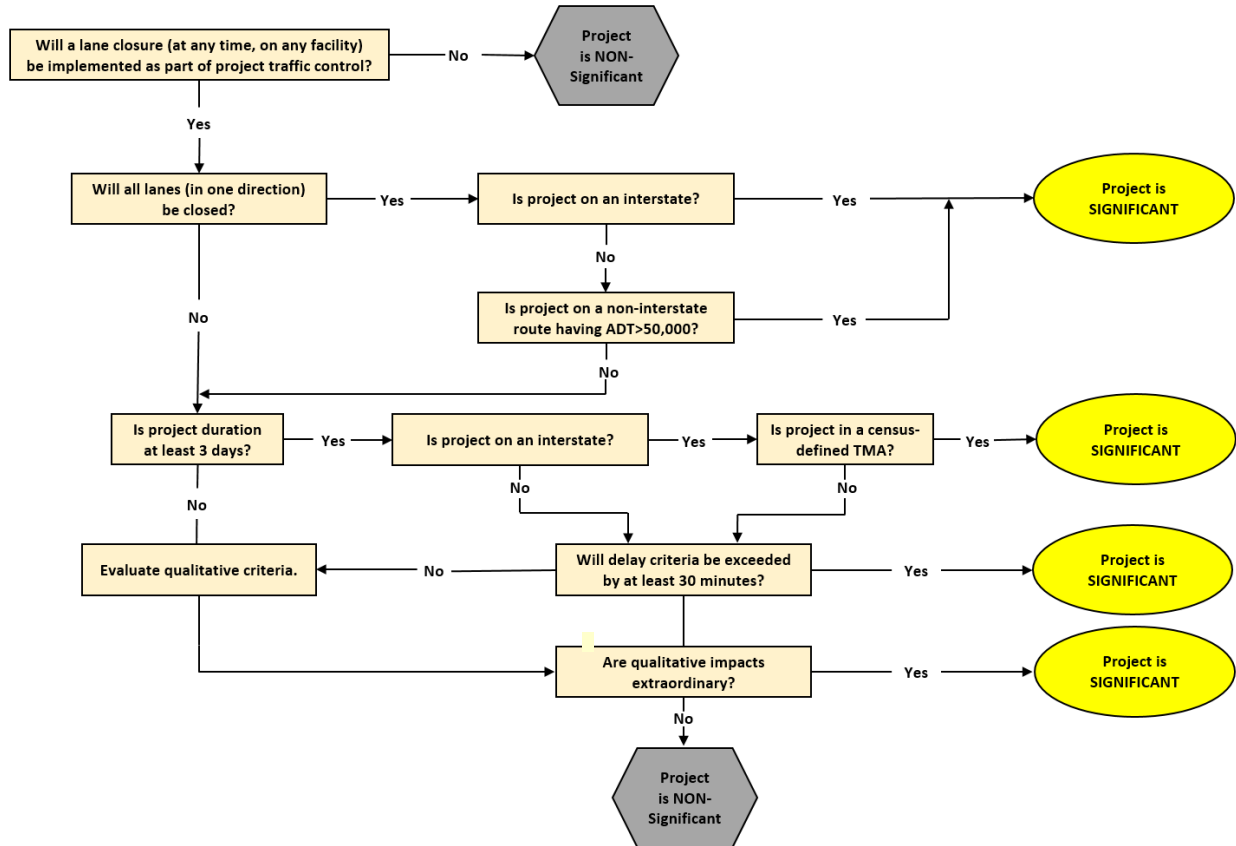 Will a lane closure (at any time, on any facility)
be implemented as part of project traffic control?
No
Project
is NON-
Significant
Yes
Will all lanes (in one direction)
be closed?
Yes
Is project on an interstate?
Yes
Project is
SIGNIFICANT
No
No
Is project on a non-interstate
route having ADT>50,000?
Yes
No
Is project duration
at least 3 days?
Yes
Is project on an interstate?
Yes
Is project in a census-
defined TMA?
Yes
Project is
SIGNIFICANT
No
No
No
Evaluate qualitative criteria.
No
Will delay criteria be exceeded
by at least 30 minutes?
Yes
Project is
SIGNIFICANT
Are qualitative impacts
extraordinary?
Yes
Project is
SIGNIFICANT
No
Project
is NON-
Significant